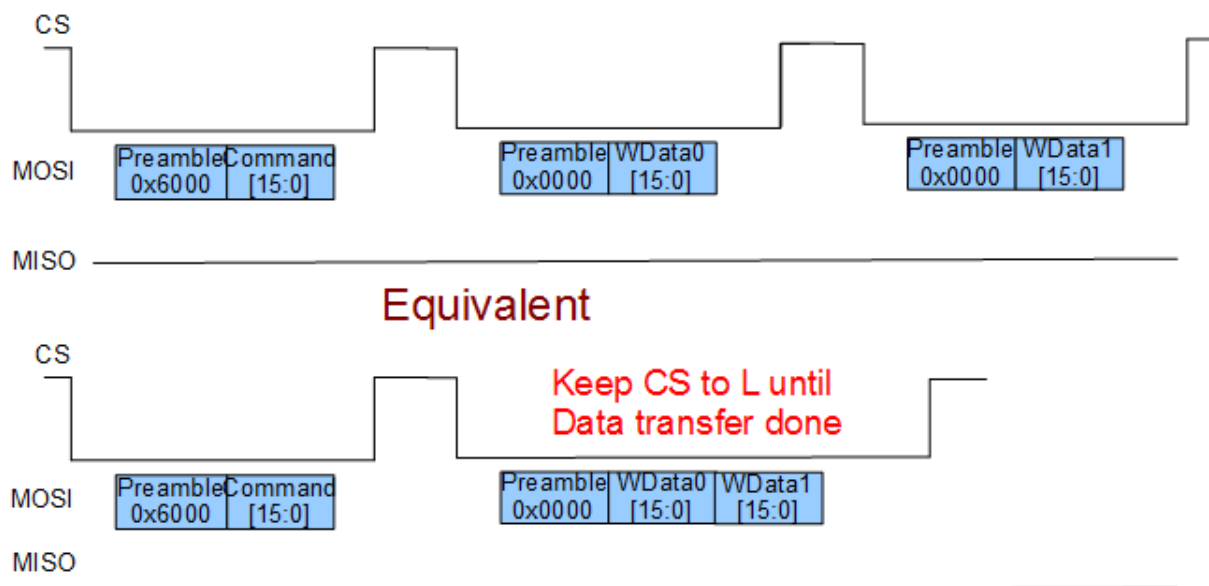 CS
MOSI
Preamble Command
0x6000 [15:0]
Preamble WData0
0x0000 [15:0]
Preamble WData1
0x0000 [15:0]
MISO
Equivalent
CS
Keep CS to L until
Data transfer done
MOSI
Preamble Command
0x6000 [15:0]
Preamble WData0 WData1
0x0000 [15:0] [15:0]
MISO